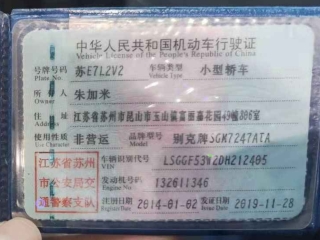 中华人民共和国机动车行驶证
Vehicle License of the People's Republic of China
号牌号码 苏E7L2V2 车辆类型 小型轿车
Plate No. Vehicle Type
所有人 朱加米
Owner
住址 江苏省苏州市昆山市玉山镇富丽嘉花园49幢306室
Address
使用性质 非营运 品牌型号 别克牌SGM7247ATA
Use Character Model
江苏省苏州 车辆识别代号 LSGGF53W2DH212485
VIN
市公安局交 发动机号码 132611346
Engine No.
通警察支队 注册日期 2014-01-02 发证日期 2019-11-28
Register Date Issue Date